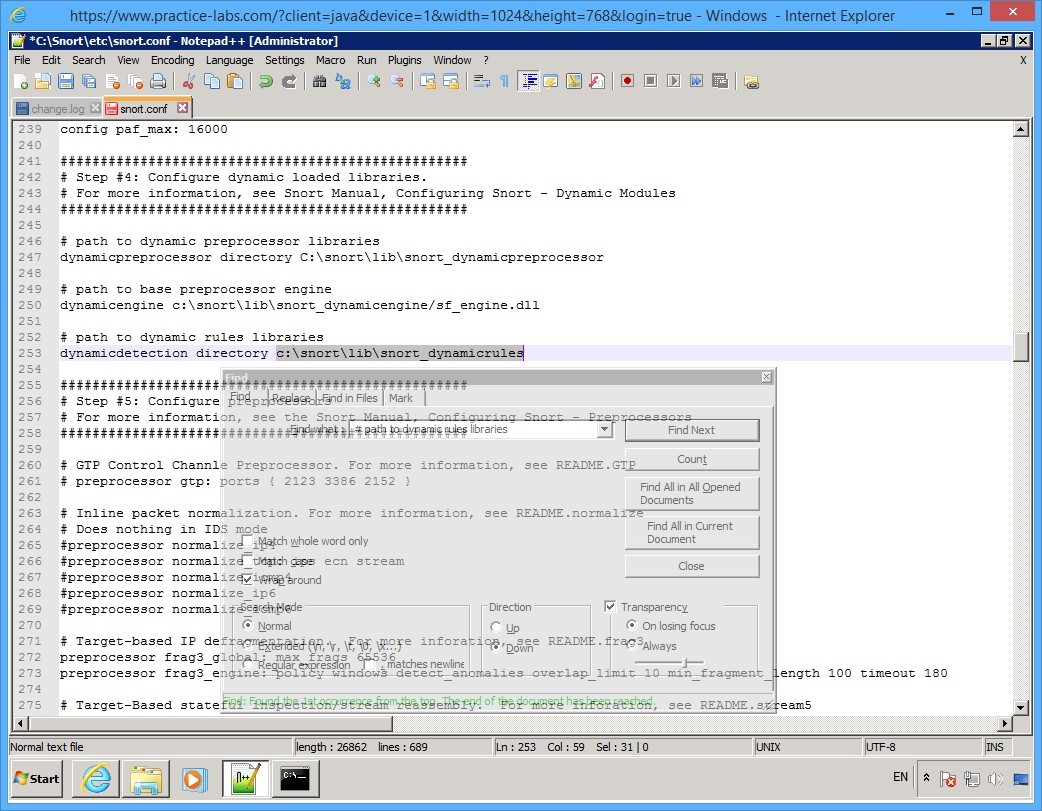 https://www.practice-labs.com/?client=java&device=1&width=1024&height=768&login=true - Windows - Internet Explorer
*C:\Snort\etc\snort.conf - Notepad++ [Administrator]
File Edit Search View Encoding Language Settings Macro Run Plugins Window ? X
change.log snort.conf
239 config paf_max: 16000
240
241 ###################################################
242 # Step #4: Configure dynamic loaded libraries.
243 # For more information, see Snort Manual, Configuring Snort - Dynamic Modules
244 ###################################################
245
246 # path to dynamic preprocessor libraries
247 dynamicpreprocessor directory C:\snort\lib\snort_dynamicpreprocessor
248
249 # path to base preprocessor engine
250 dynamicengine c:\snort\lib\snort_dynamicengine/sf_engine.dll
251
252 # path to dynamic rules libraries
253 dynamicdetection directory c:\snort\lib\snort_dynamicrules
254
255 ###################################################
256 # Step #5: Configure preprocessors
257 # For more information, see the Snort Manual, Configuring Snort - Preprocessors
258 ###################################################
259
260 # GTP Control Channle Preprocessor. For more information, see README.GTP
261 # preprocessor gtp: ports { 2123 3386 2152 }
262
263 # Inline packet normalization. For more information, see README.normalize
264 # Does nothing in IDS mode
265 #preprocessor normalize_ip4
266 #preprocessor normalize_tcp: ips ecn stream
267 #preprocessor normalize_icmp4
268 #preprocessor normalize_ip6
269 #preprocessor normalize_icmp6
270
271 # Target-based IP defragmentation. For more inforation, see README.frag3
272 preprocessor frag3_global: max_frags 65536
273 preprocessor frag3_engine: policy windows detect_anomalies overlap_limit 10 min_fragment_length 100 timeout 180
274
275 # Target-Based stateful inspection/stream reassembly. For more inforation, see README.stream5
Find
Find Replace Find in Files Mark
Find what : # path to dynamic rules libraries
Find Next
Count
Find All in All Opened
Documents
Find All in Current
Document
Close
Match whole word only
Match case
Wrap around
Search Mode
Normal
Extended (\n, \r, \t, \0, \x...)
Regular expression . matches newline
Direction
Up
Down
Transparency
On losing focus
Always
Find: Found the 1st occurrence from the top. The end of the document has been reached.
Normal text file length : 26862 lines : 689 Ln : 253 Col : 59 Sel : 31 | 0 UNIX UTF-8 INS
Start EN